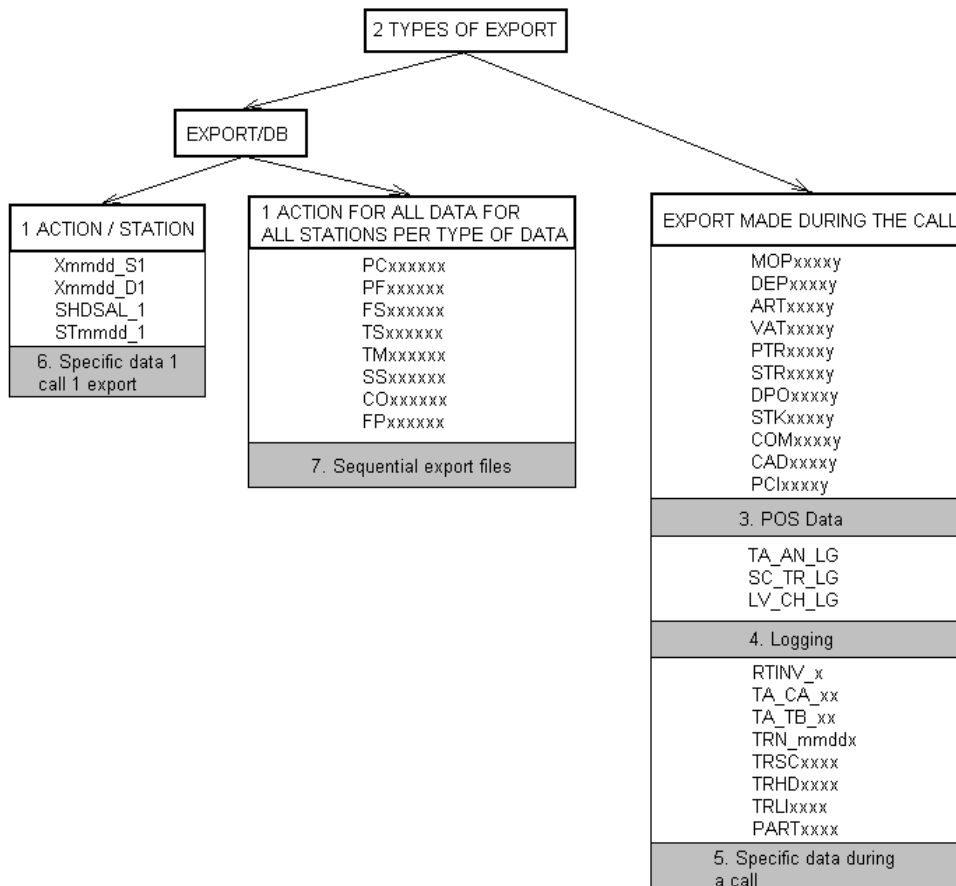 2 TYPES OF EXPORT
EXPORT/DB
1 ACTION / STATION
Xmmdd_S1
Xmmdd_D1
SHDSAL_1
STmmdd_1
6. Specific data 1
call 1 export
1 ACTION FOR ALL DATA FOR
ALL STATIONS PER TYPE OF DATA
PCxxxxxx
PFxxxxxx
FSxxxxxx
TSxxxxxx
TMxxxxxx
SSxxxxxx
COxxxxxx
FPxxxxxx
7. Sequential export files
EXPORT MADE DURING THE CALL
MOPxxxxy
DEPxxxxy
ARTxxxxy
VATxxxxy
PTRxxxxy
STRxxxxy
DPOxxxxy
STKxxxxy
COMxxxxy
CADxxxxy
PCIxxxxy
3. POS Data
TA_AN_LG
SC_TR_LG
LV_CH_LG
4. Logging
RTINV_x
TA_CA_xx
TA_TB_xx
TRN_mmddx
TRSCxxxx
TRHDxxxx
TRLIxxxx
PARTxxxx
5. Specific data during
a call